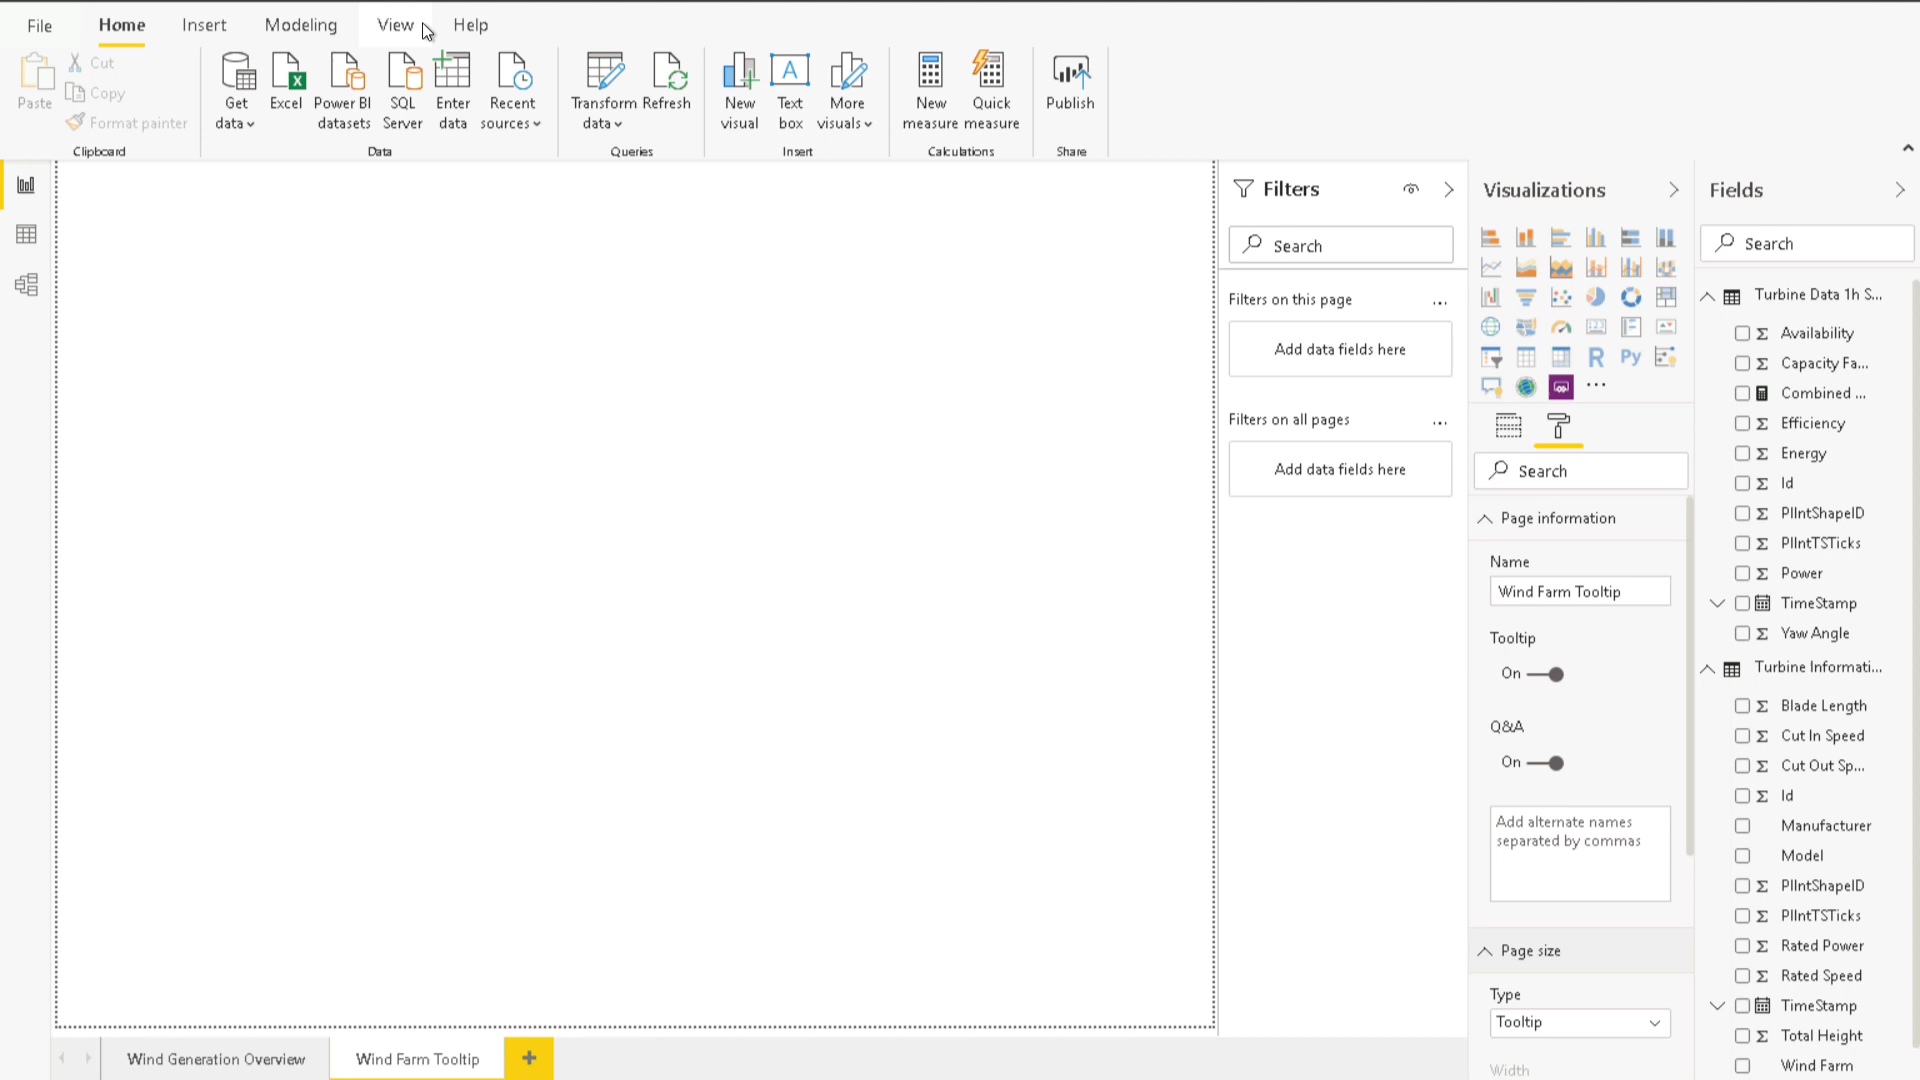 File
Home
Insert
Modeling
View
Help
Paste
Cut
Copy
Format painter
Clipboard
Get data
Excel
Power BI datasets
SQL Server
Enter data
Recent sources
Data
Transform data
Refresh
Queries
New visual
A
Text box
More visuals
Insert
New measure
Quick measure
Calculations
Publish
Share
Filters
Search
Filters on this page
...
Add data fields here
Filters on all pages
...
Add data fields here
Visualizations
123
R
Py
...
Search
Page information
Name
Wind Farm Tooltip
Tooltip
On
Q&A
On
Add alternate names
separated by commas
Page size
Type
Tooltip
Width
Fields
Search
Turbine Data 1h S...
Σ Availability
Σ Capacity Fa...
Combined ...
Σ Efficiency
Σ Energy
Σ Id
Σ PIIntShapeID
Σ PIIntTSTicks
Σ Power
TimeStamp
Σ Yaw Angle
Turbine Informati...
Σ Blade Length
Σ Cut In Speed
Σ Cut Out Sp...
Σ Id
Manufacturer
Model
Σ PIIntShapeID
Σ PIIntTSTicks
Σ Rated Power
Σ Rated Speed
TimeStamp
Σ Total Height
Wind Farm
Wind Generation Overview
Wind Farm Tooltip
+